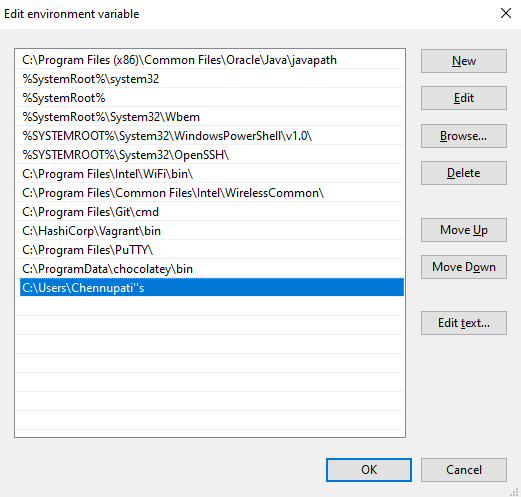 Edit environment variable
C:\Program Files (x86)\Common Files\Oracle\Java\javapath
%SystemRoot%\system32
%SystemRoot%
%SystemRoot%\System32\Wbem
%SYSTEMROOT%\System32\WindowsPowerShell\v1.0\
%SYSTEMROOT%\System32\OpenSSH\
C:\Program Files\Intel\WiFi\bin\
C:\Program Files\Common Files\Intel\WirelessCommon\
C:\Program Files\Git\cmd
C:\HashiCorp\Vagrant\bin
C:\Program Files\PuTTY\
C:\ProgramData\chocolatey\bin
C:\Users\Chennupati''s
New
Edit
Browse...
Delete
Move Up
Move Down
Edit text...
OK
Cancel